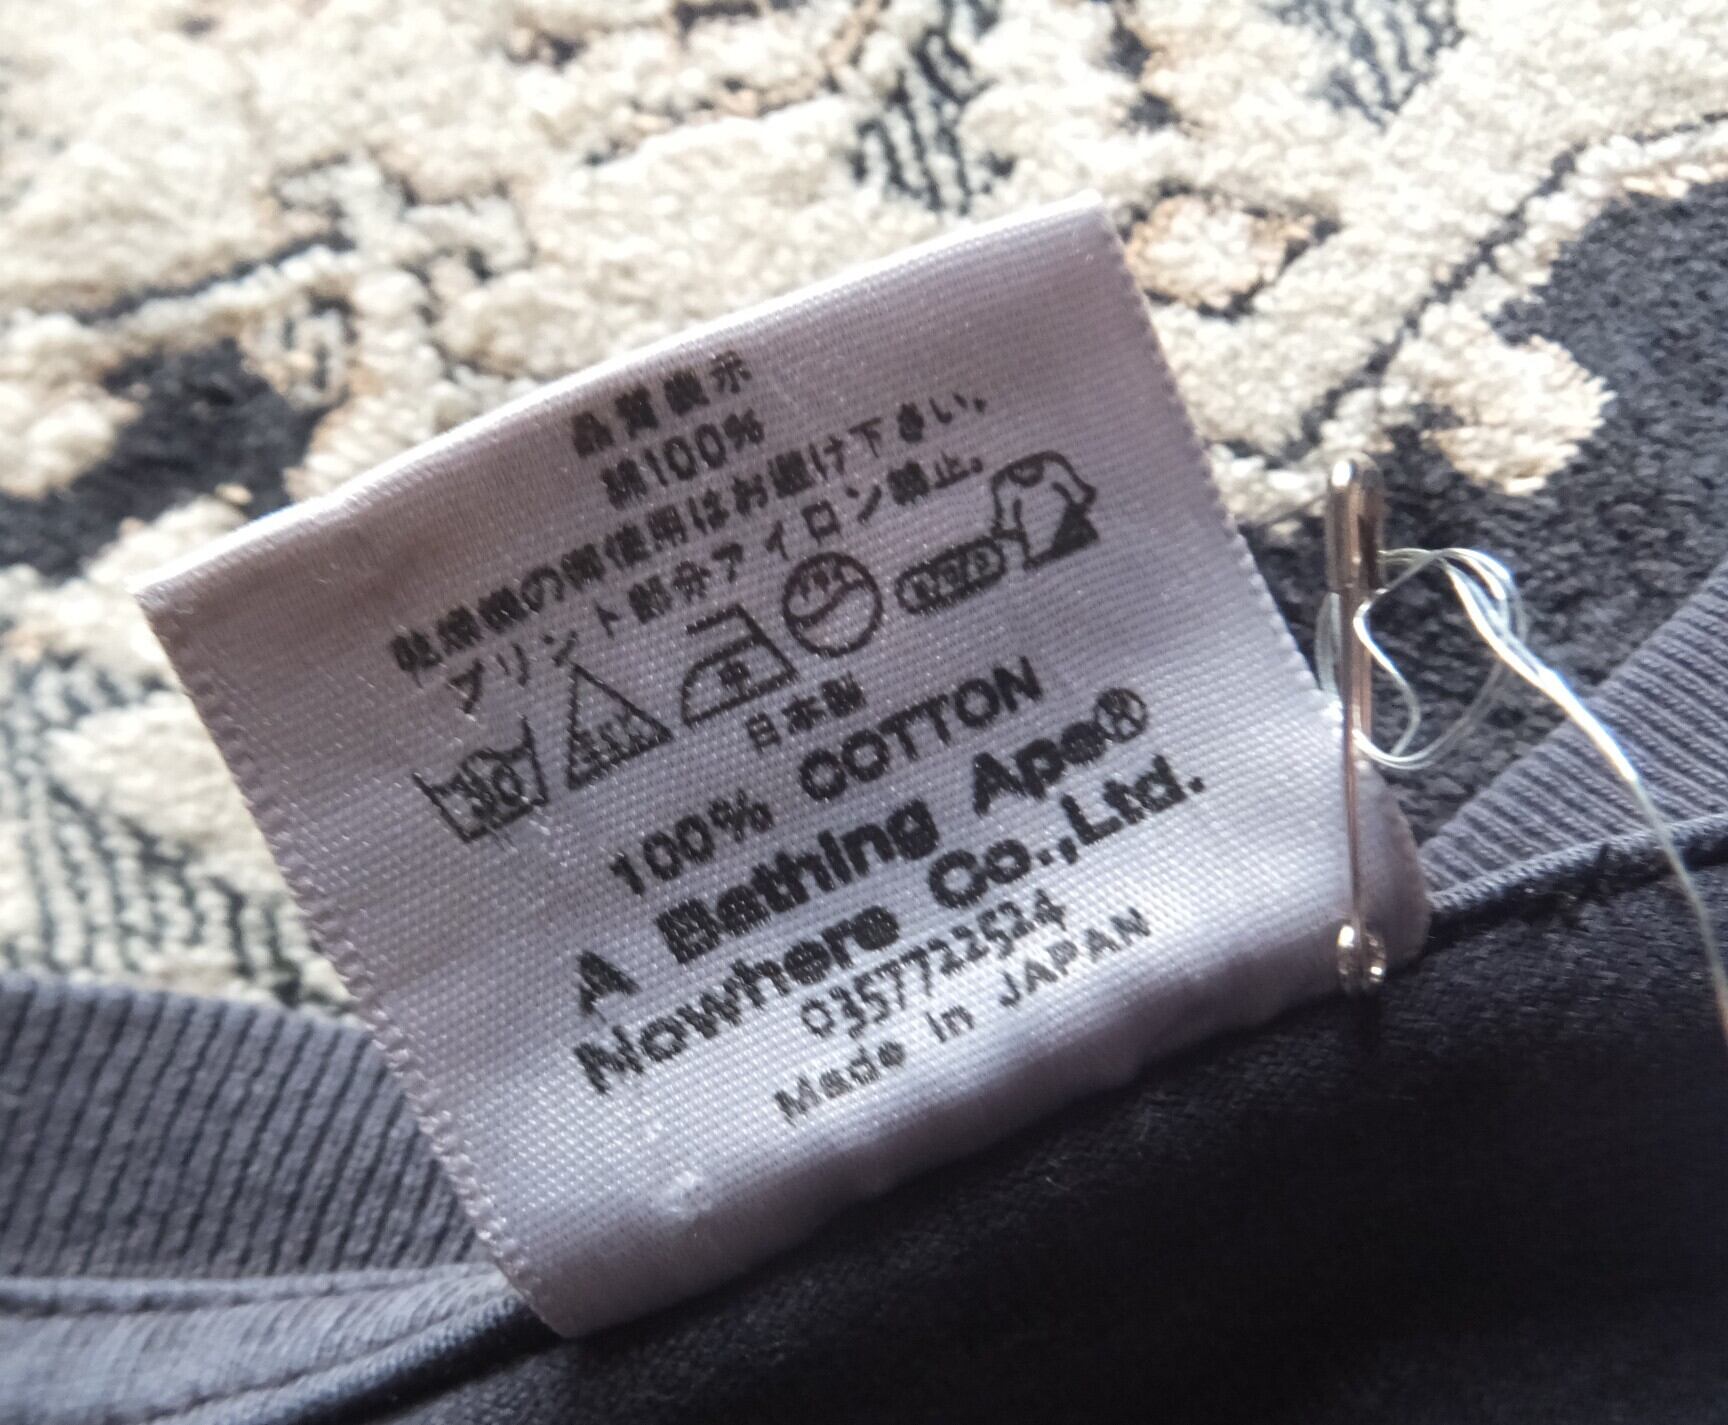 品質表示
綿100%
乾燥機の御使用はお避け下さい。
プリント部分アイロン禁止。
30
中
日本製
100% COTTON
A Bathing Ape®
Nowhere Co.,Ltd.
0357722524
Made in JAPAN